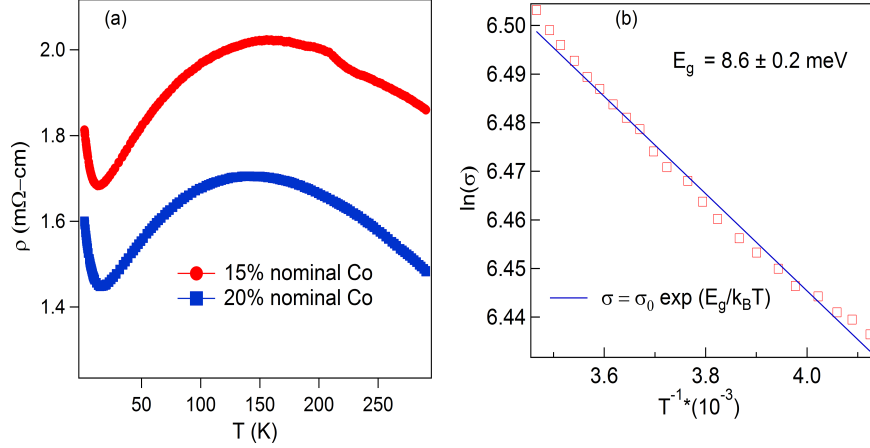 (a)
2.0
1.8
1.6
1.4
ρ (mΩ–cm)
15% nominal Co
20% nominal Co
50
100
150
200
250
T (K)
(b)
E_g = 8.6 ± 0.2 meV
6.50
6.49
6.48
6.47
6.46
6.45
6.44
ln(σ)
σ = σ₀ exp (E_g/k_BT)
3.6
3.8
4.0
T⁻¹*(10⁻³)